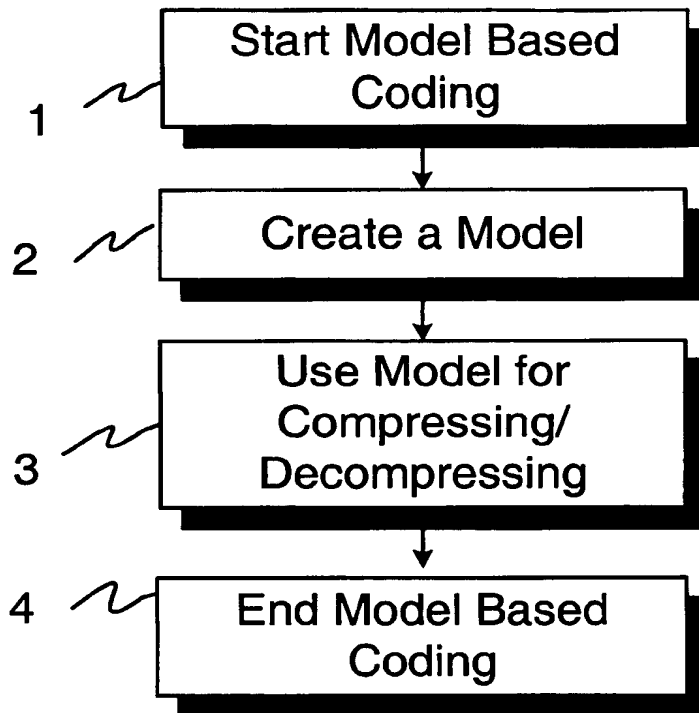 Start Model Based
Coding
1
Create a Model
2
Use Model for
Compressing/
Decompressing
3
End Model Based
Coding
4